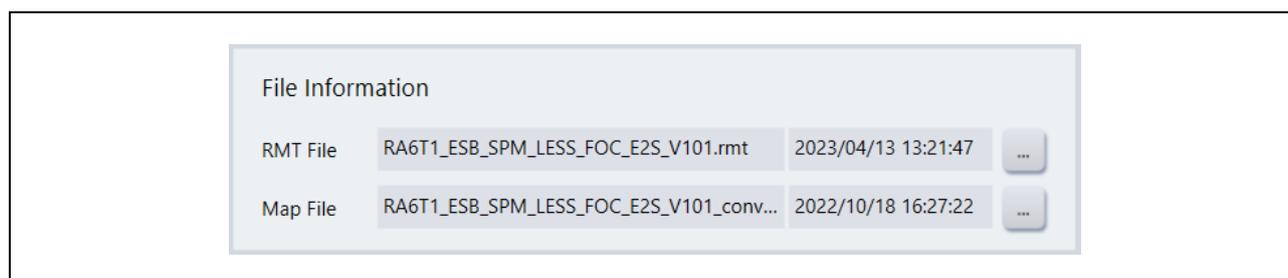 File Information
RMT File RA6T1_ESB_SPM_LESS_FOC_E2S_V101.rmt 2023/04/13 13:21:47 ...
Map File RA6T1_ESB_SPM_LESS_FOC_E2S_V101_conv... 2022/10/18 16:27:22 ...